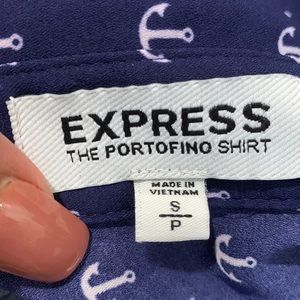 EXPRESS
THE PORTOFINO SHIRT
MADE IN
VIETNAM
S
P